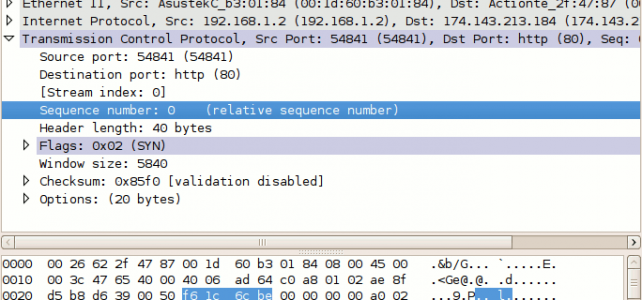 Ethernet II, Src: AsustekC_b3:01:84 (00:1d:60:b3:01:84), Dst: Actionte_2f:47:87 (00
Internet Protocol, Src: 192.168.1.2 (192.168.1.2), Dst: 174.143.213.184 (174.143.2
Transmission Control Protocol, Src Port: 54841 (54841), Dst Port: http (80), Seq:
Source port: 54841 (54841)
Destination port: http (80)
[Stream index: 0]
Sequence number: 0 (relative sequence number)
Header length: 40 bytes
Flags: 0x02 (SYN)
Window size: 5840
Checksum: 0x85f0 [validation disabled]
Options: (20 bytes)
0000 00 26 62 2f 47 87 00 1d 60 b3 01 84 08 00 45 00 .&b/G... `.....E.
0010 00 3c 47 65 40 00 40 06 ad 64 c0 a8 01 02 ae 8f .<Ge@.@. .d......
0020 d5 b8 d6 39 00 50 f6 1c 6c be 00 00 00 00 a0 02 ...9.P.. l.......